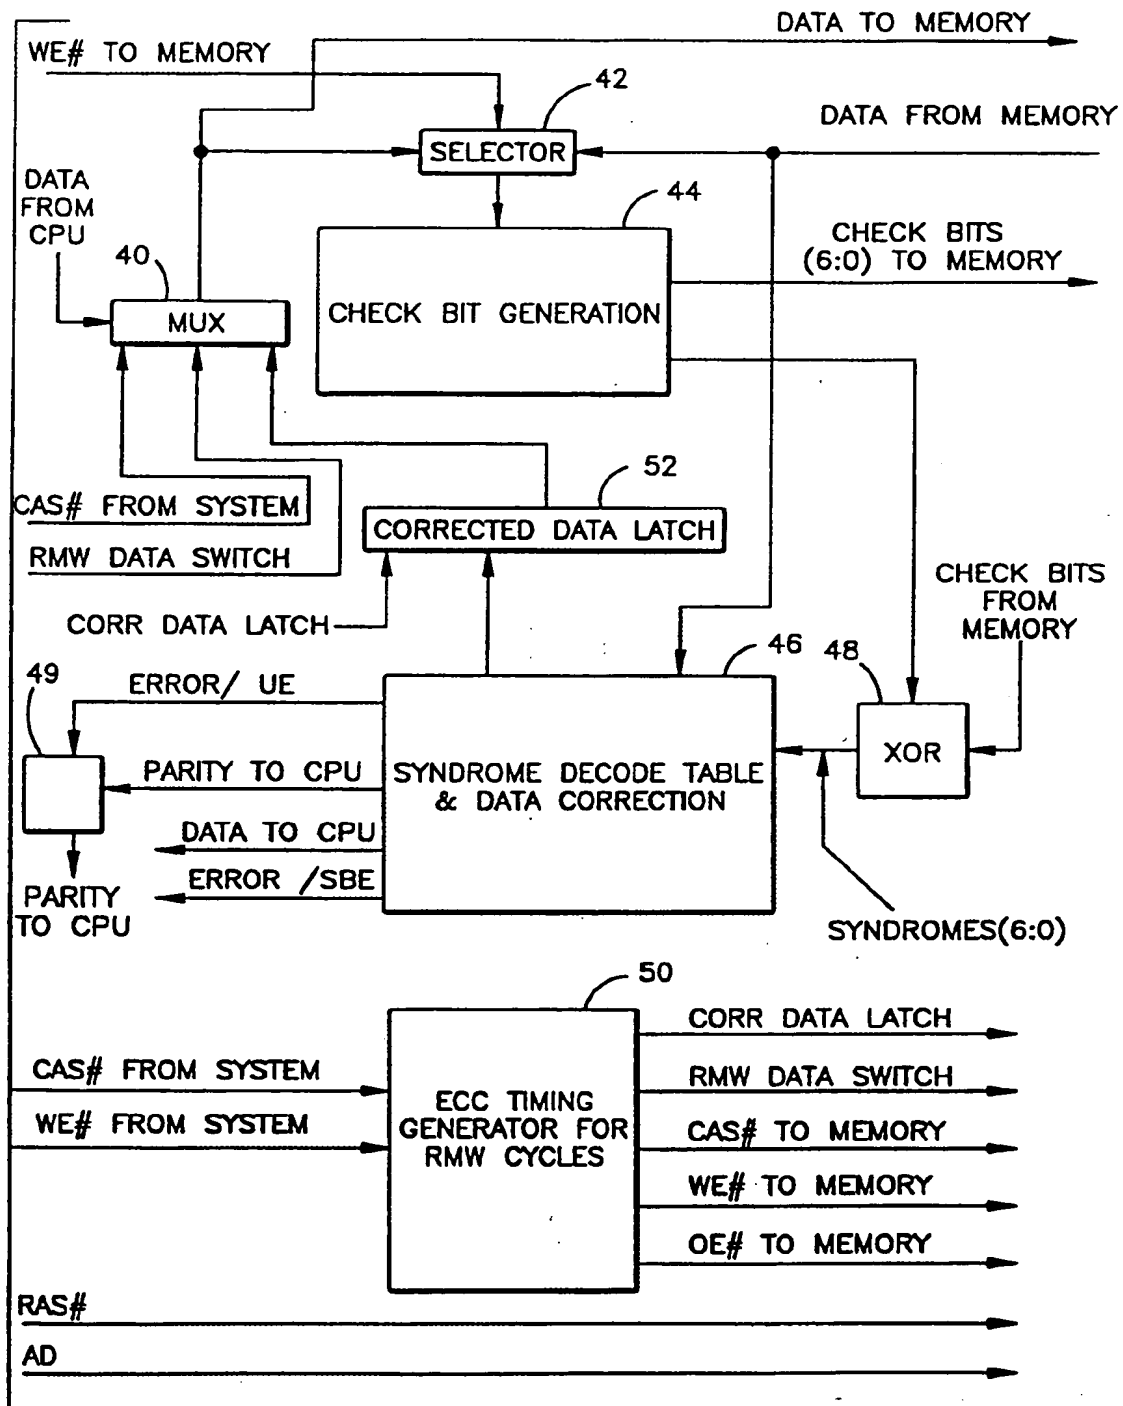 DATA TO MEMORY
WE# TO MEMORY
42
DATA FROM MEMORY
SELECTOR
DATA
FROM
CPU
44
CHECK BITS
(6:0) TO MEMORY
40
MUX
CHECK BIT GENERATION
52
CAS# FROM SYSTEM
CORRECTED DATA LATCH
RMW DATA SWITCH
CHECK BITS
FROM
MEMORY
CORR DATA LATCH
46
48
49
ERROR/ UE
XOR
PARITY TO CPU
SYNDROME DECODE TABLE
& DATA CORRECTION
DATA TO CPU
ERROR /SBE
PARITY
TO CPU
SYNDROMES(6:0)
50
CORR DATA LATCH
CAS# FROM SYSTEM
RMW DATA SWITCH
ECC TIMING
GENERATOR FOR
RMW CYCLES
WE# FROM SYSTEM
CAS# TO MEMORY
WE# TO MEMORY
OE# TO MEMORY
RAS#
AD